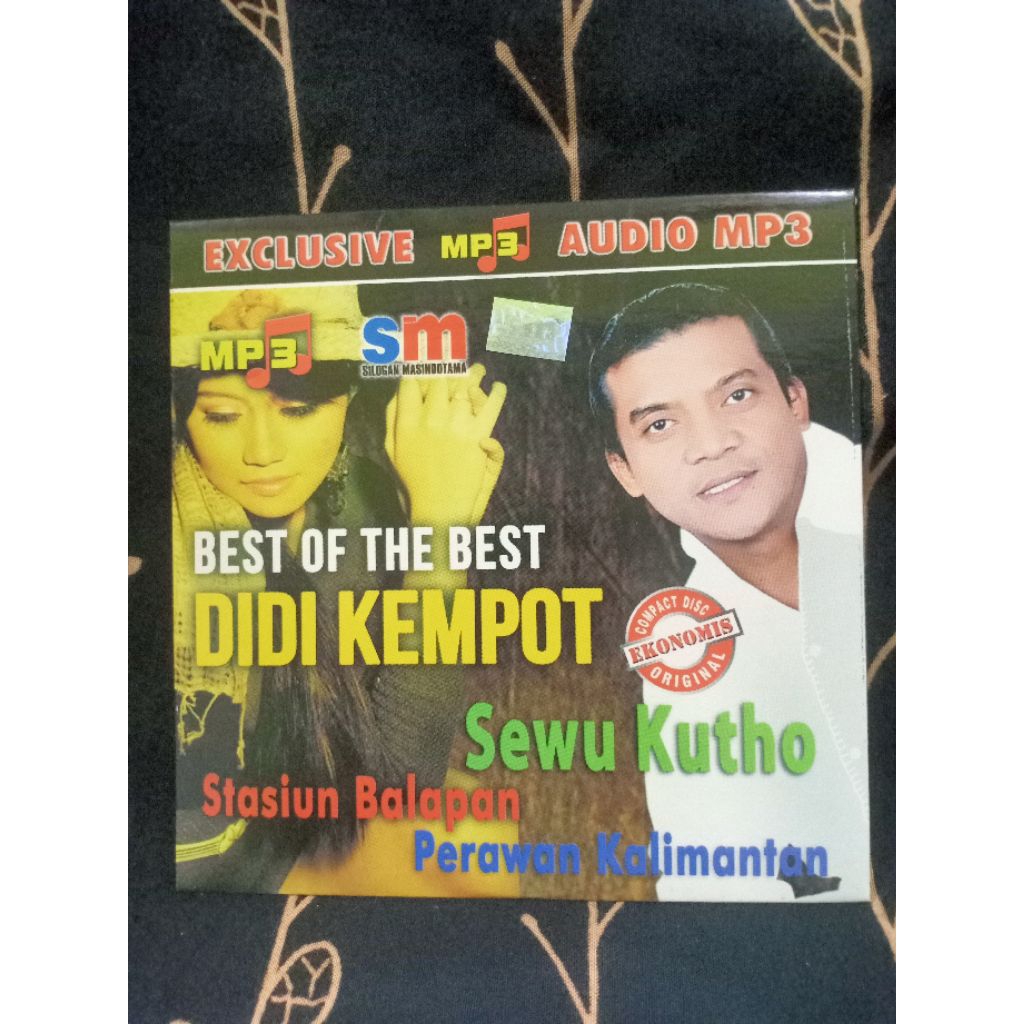 EXCLUSIVE MP3 AUDIO MP3
MP3
sm
SILOGAN MASINDOTAMA
BEST OF THE BEST
DIDI KEMPOT
COMPACT DISC
EKONOMIS
ORIGINAL
Sewu Kutho
Stasiun Balapan
Perawan Kalimantan